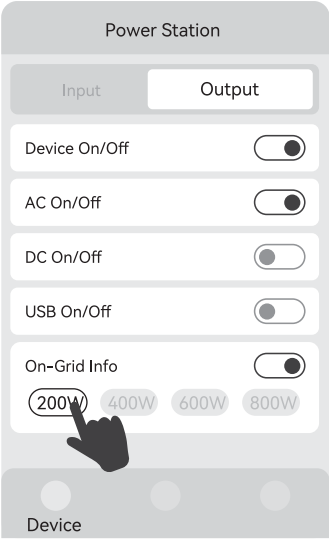 Power Station
Input Output
Device On/Off
AC On/Off
DC On/Off
USB On/Off
On-Grid Info
200W 400W 600W 800W
Device